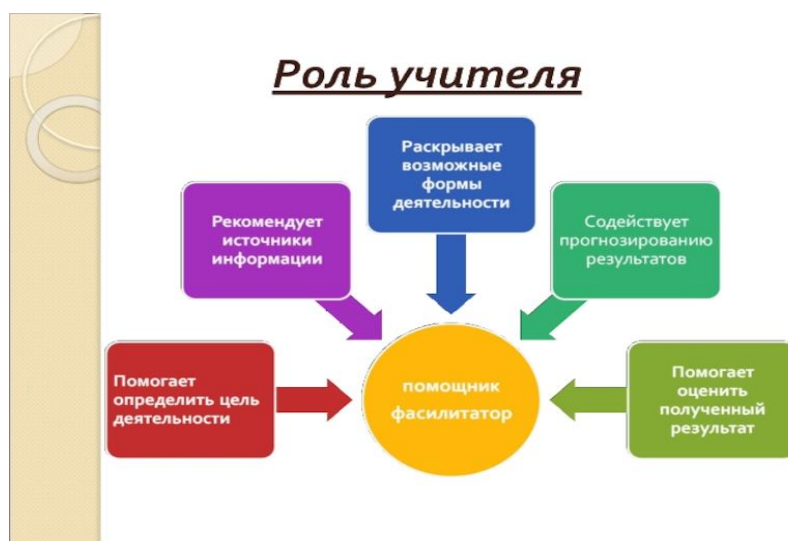 Роль учителя
Раскрывает
возможные
формы
деятельности
Рекомендует
источники
информации
Содействует
прогнозированию
результатов
Помогает
определить цель
деятельности
помощник
фасилитатор
Помогает
оценить
полученный
результат